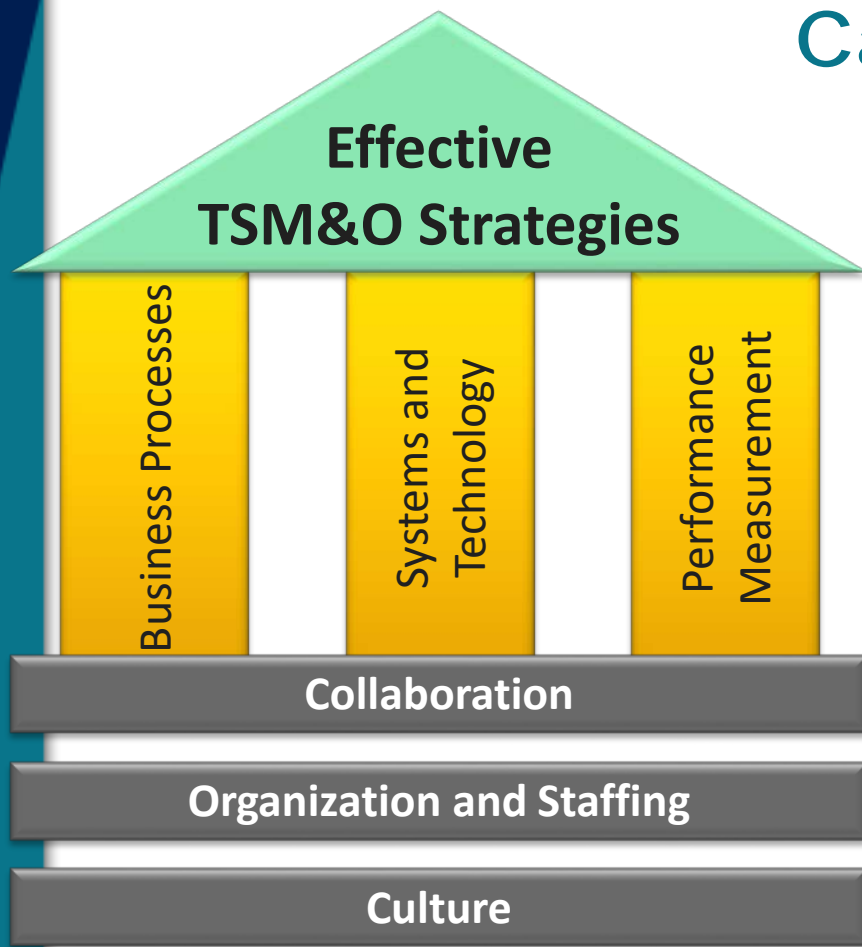 Effective
TSM&O Strategies
Business Processes
Systems and
Technology
Performance
Measurement
Collaboration
Organization and Staffing
Culture